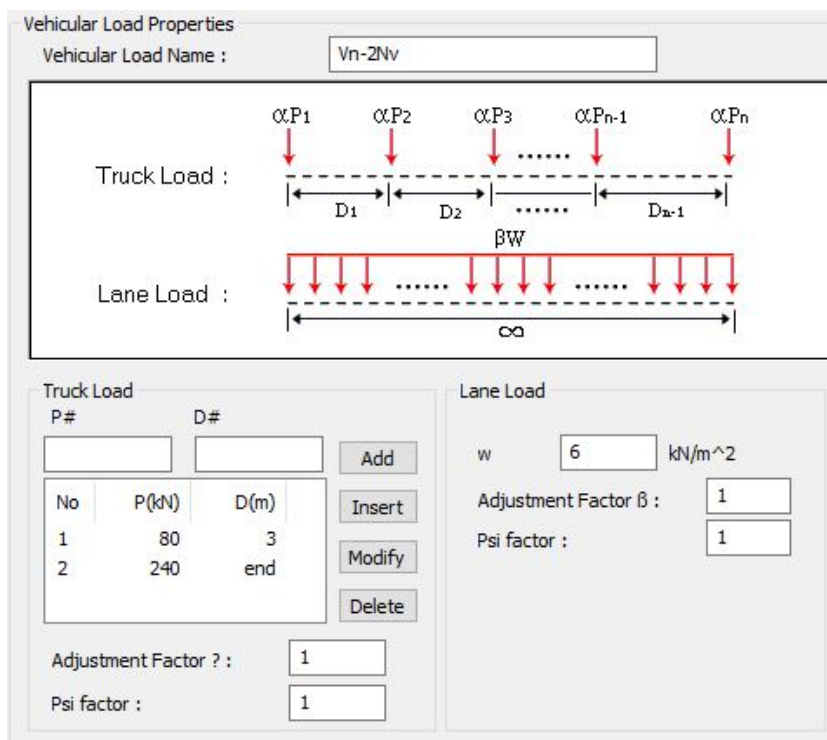 Vehicular Load Properties
Vehicular Load Name : Vn-2Nv
αP1 αP2 αP3 αPn-1 αPn
Truck Load :
D1 D2 Dn-1
βW
Lane Load :
∞
Truck Load
P# D#
Add
No P(kN) D(m)
Insert
1 80 3
2 240 end
Modify
Delete
Adjustment Factor ? : 1
Psi factor : 1
Lane Load
w 6 kN/m^2
Adjustment Factor ß : 1
Psi factor : 1